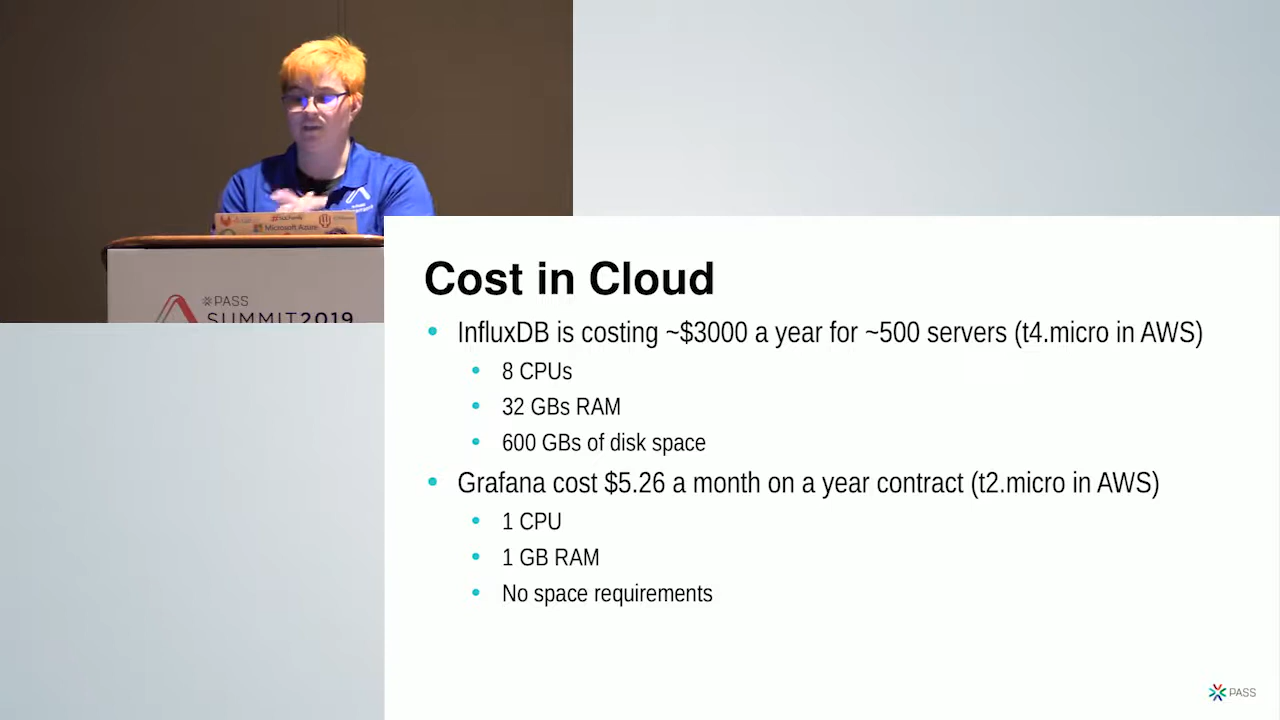 Microsoft Azure
PASS
SUMMIT 2019
Cost in Cloud
InfluxDB is costing ~$3000 a year for ~500 servers (t4.micro in AWS)
8 CPUs
32 GBs RAM
600 GBs of disk space
Grafana cost $5.26 a month on a year contract (t2.micro in AWS)
1 CPU
1 GB RAM
No space requirements
PASS